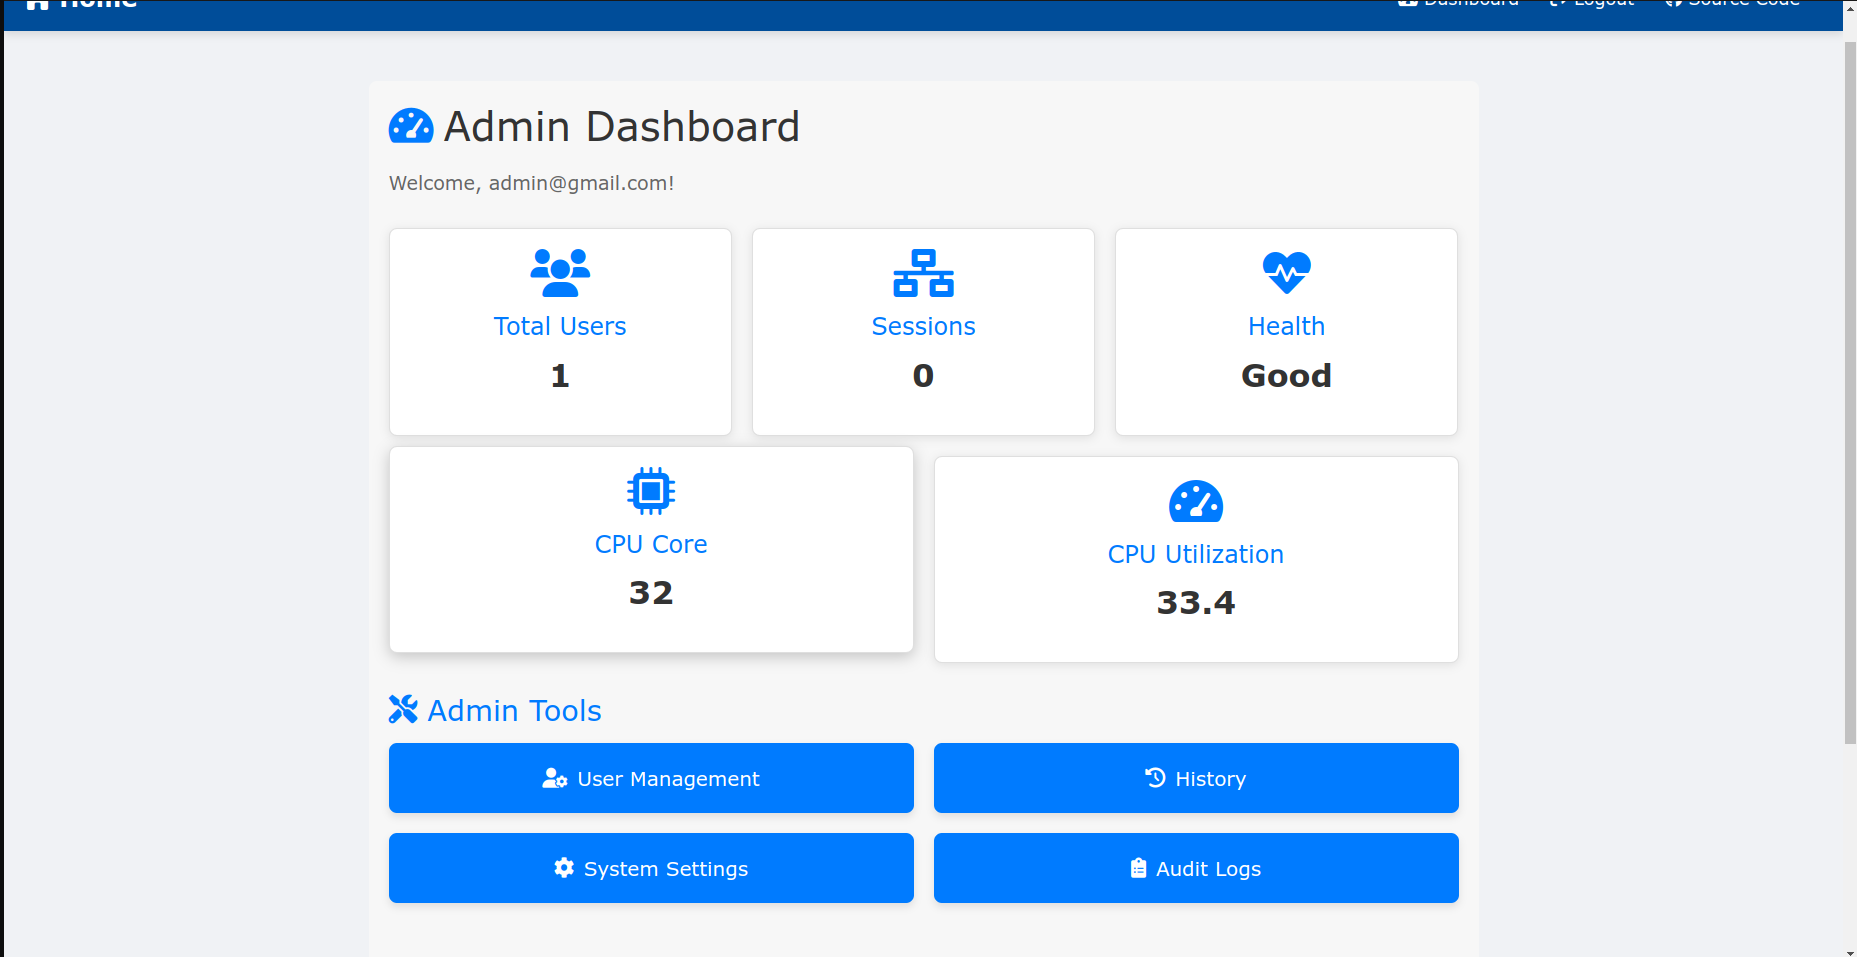 Home
Dashboard Logout Source Code
Admin Dashboard
Welcome, admin@gmail.com!
Total Users
1
Sessions
0
Health
Good
CPU Core
32
CPU Utilization
33.4
Admin Tools
User Management
History
System Settings
Audit Logs